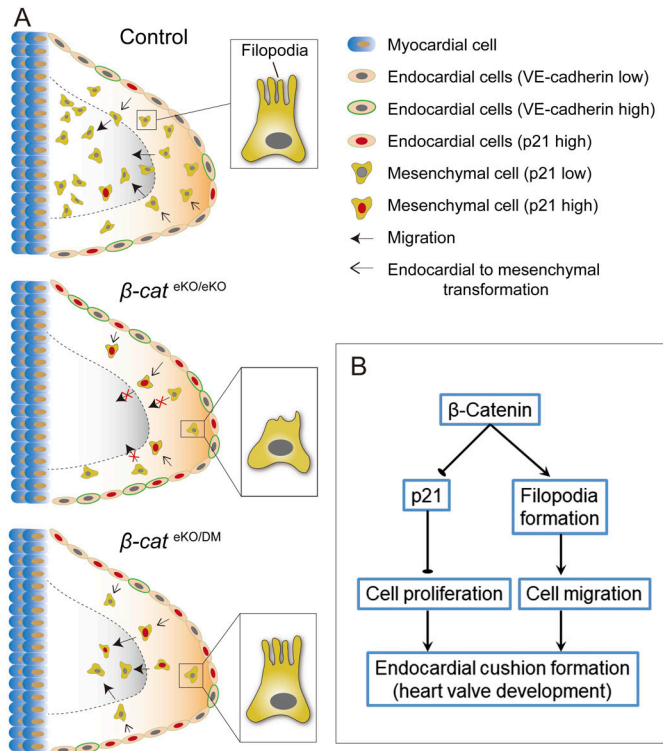 A
Control
Filopodia
Myocardial cell
Endocardial cells (VE-cadherin low)
Endocardial cells (VE-cadherin high)
Endocardial cells (p21 high)
Mesenchymal cell (p21 low)
Mesenchymal cell (p21 high)
Migration
Endocardial to mesenchymal
transformation
β-cat eKO/eKO
β-cat eKO/DM
B
β-Catenin
p21
Filopodia
formation
Cell proliferation
Cell migration
Endocardial cushion formation
(heart valve development)